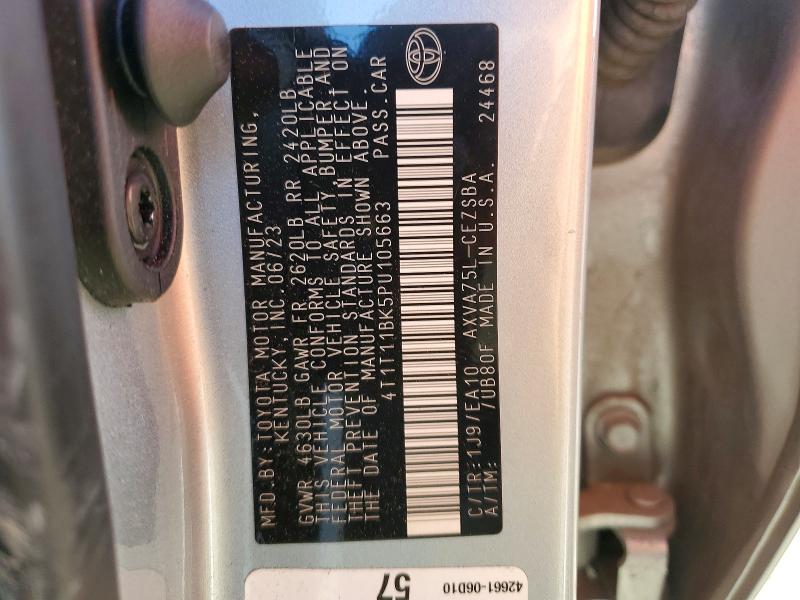 MFD.BY:TOYOTA MOTOR MANUFACTURING,
KENTUCKY, INC. 06/23
GVWR 4630LB GAWR FR 2620LB RR 2420LB
THIS VEHICLE CONFORMS TO ALL APPLICABLE
FEDERAL MOTOR VEHICLE SAFETY, BUMPER AND
THEFT PREVENTION STANDARDS IN EFFECT ON
THE DATE OF MANUFACTURE SHOWN ABOVE.
4T1T11BK5PU105663 PASS.CAR
C/TR:1J9/EA10 AXVA75L-CEZSBA
A/TM: /UB80F MADE IN U.S.A. 24468
57
42661-06D10